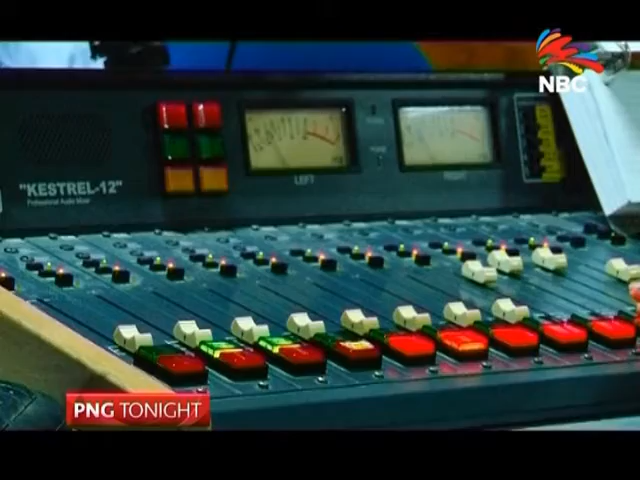 NBC
"KESTREL-12"
Professional Audio Mixer
LEFT
RIGHT
PNG TONIGHT